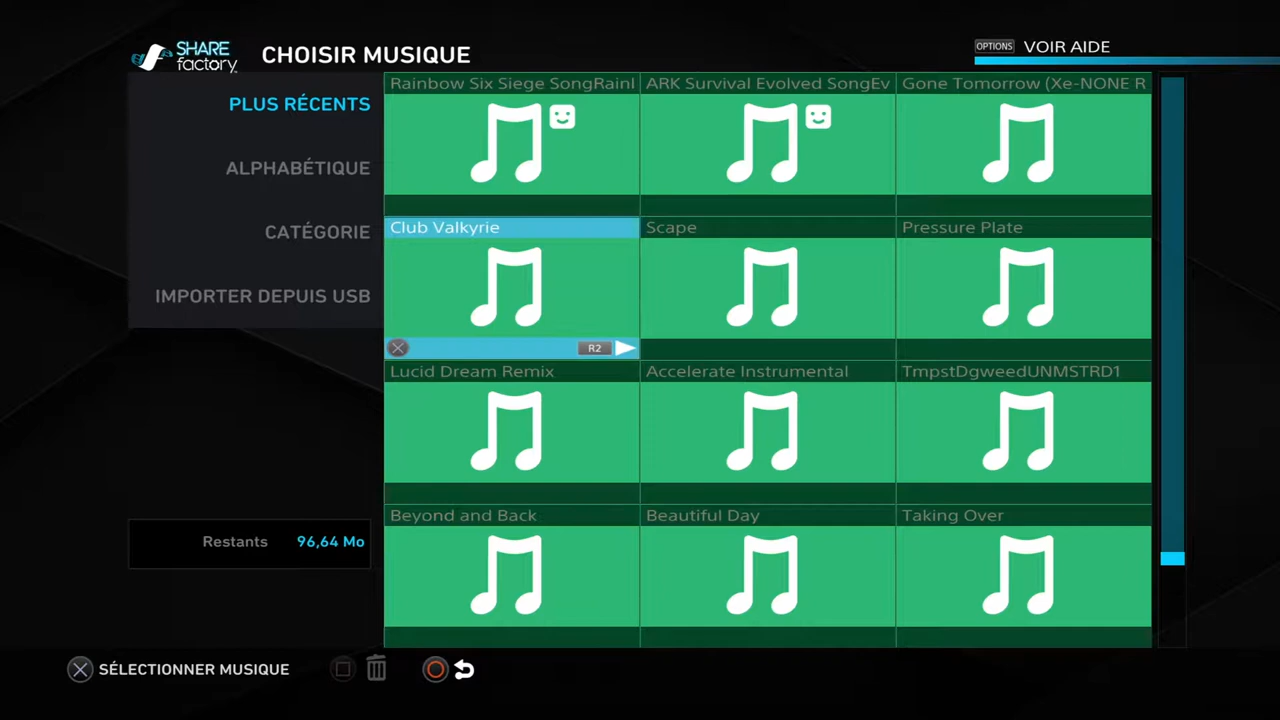 SHARE
factory™
CHOISIR MUSIQUE
OPTIONS VOIR AIDE
PLUS RÉCENTS
ALPHABÉTIQUE
CATÉGORIE
IMPORTER DEPUIS USB
Restants 96,64 Mo
Rainbow Six Siege SongRainl
ARK Survival Evolved SongEv
Gone Tomorrow (Xe-NONE R
Club Valkyrie
Scape
Pressure Plate
R2
Lucid Dream Remix
Accelerate Instrumental
TmpstDgweedUNMSTRD1
Beyond and Back
Beautiful Day
Taking Over
SÉLECTIONNER MUSIQUE